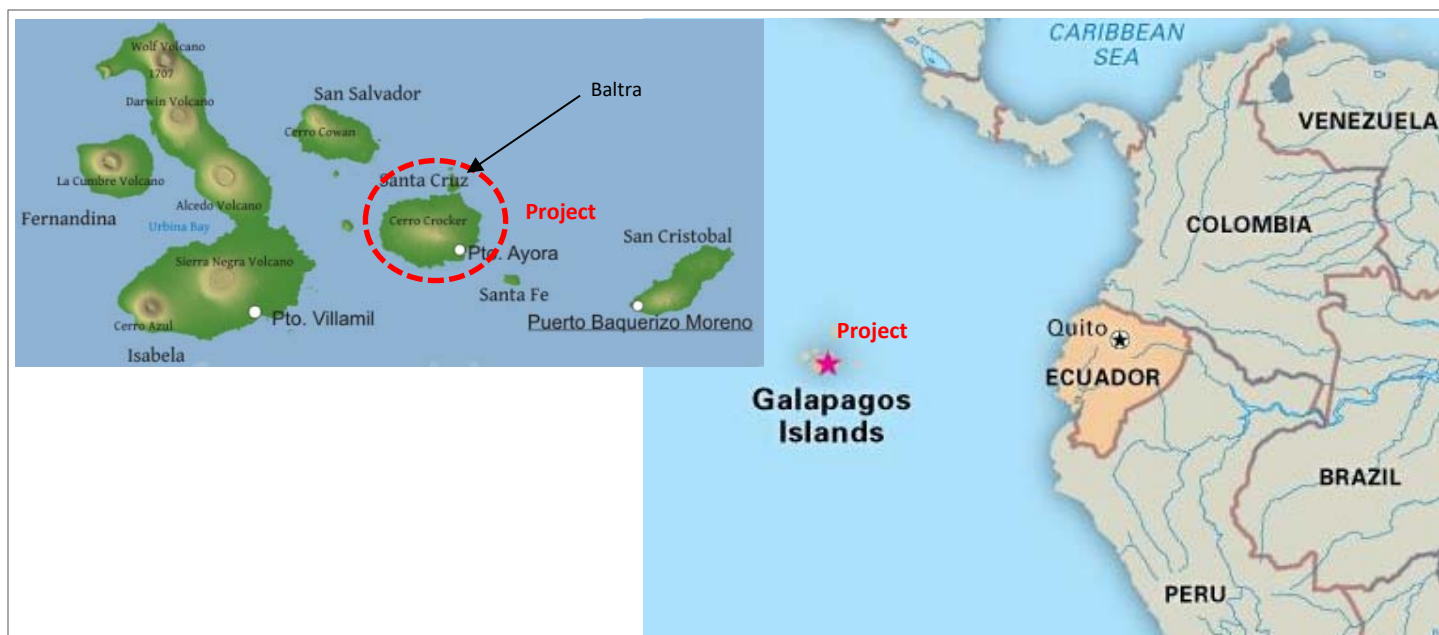 Wolf Volcano
1707
Darwin Volcano
San Salvador
Cerro Cowan
Baltra
La Cumbre Volcano
Fernandina
Alcedo Volcano
Urbina Bay
Santa Cruz
Cerro Crocker
Project
Pto. Ayora
San Cristobal
Sierra Negra Volcano
Santa Fe
Cerro Azul
Pto. Villamil
Puerto Baquerizo Moreno
Isabela
CARIBBEAN
SEA
VENEZUELA
COLOMBIA
Project
Quito
ECUADOR
Galapagos
Islands
BRAZIL
PERU